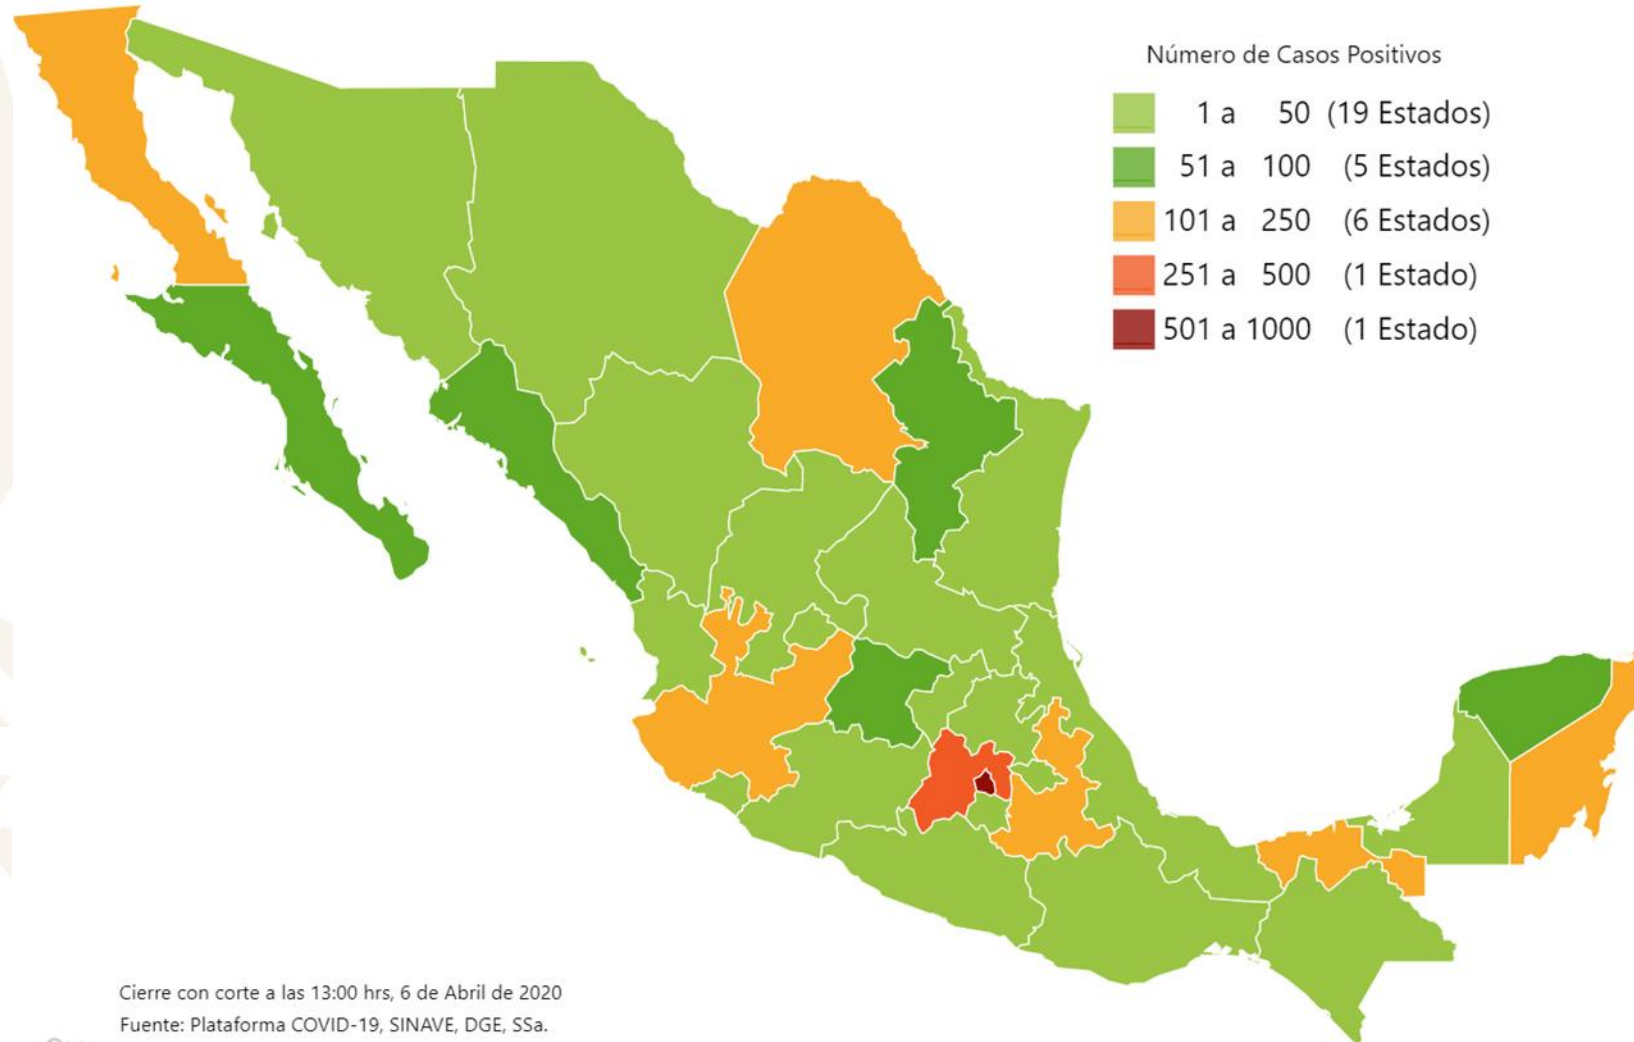 Número de Casos Positivos
1 a 50 (19 Estados)
51 a 100 (5 Estados)
101 a 250 (6 Estados)
251 a 500 (1 Estado)
501 a 1000 (1 Estado)
Cierre con corte a las 13:00 hrs, 6 de Abril de 2020
Fuente: Plataforma COVID-19, SINAVE, DGE, SSa.